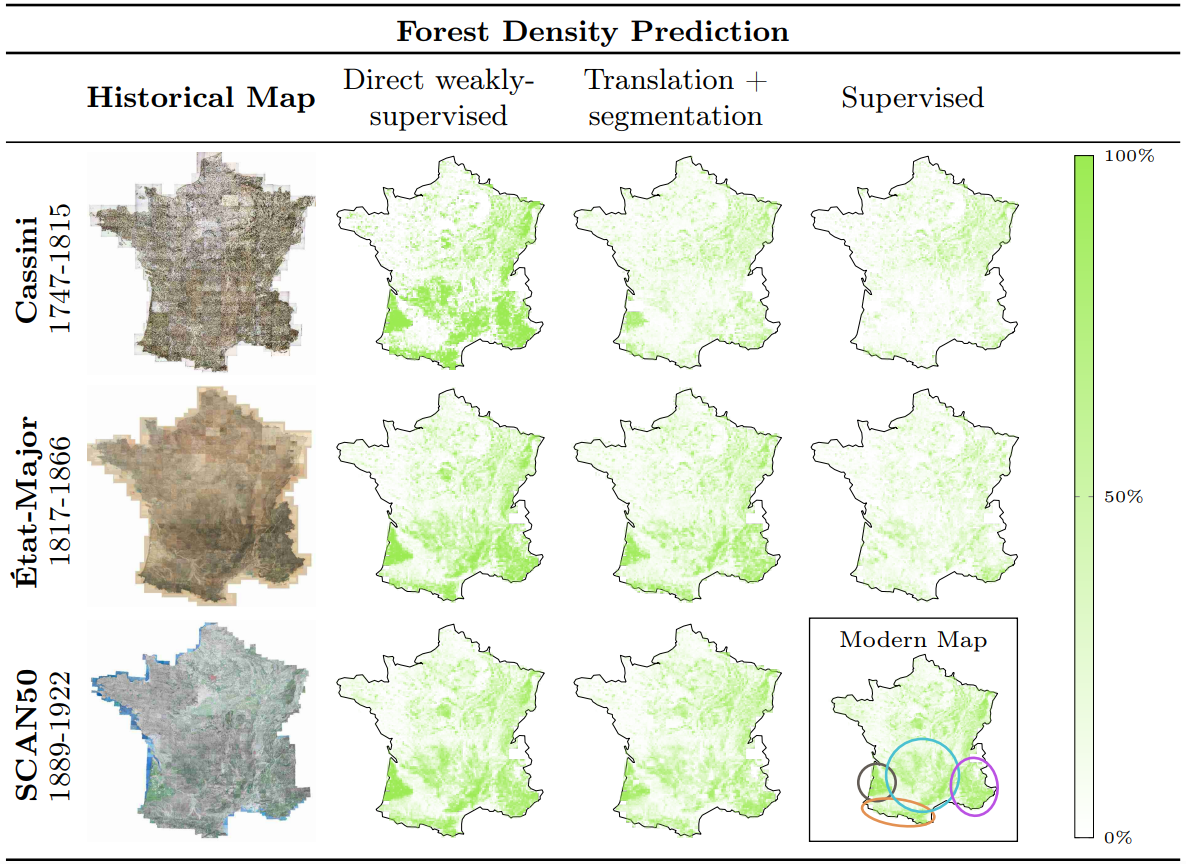 Forest Density Prediction
Historical Map
Direct weakly-
supervised
Translation +
segmentation
Supervised
Cassini
1747-1815
État-Major
1817-1866
SCAN50
1889-1922
Modern Map
100%
50%
0%